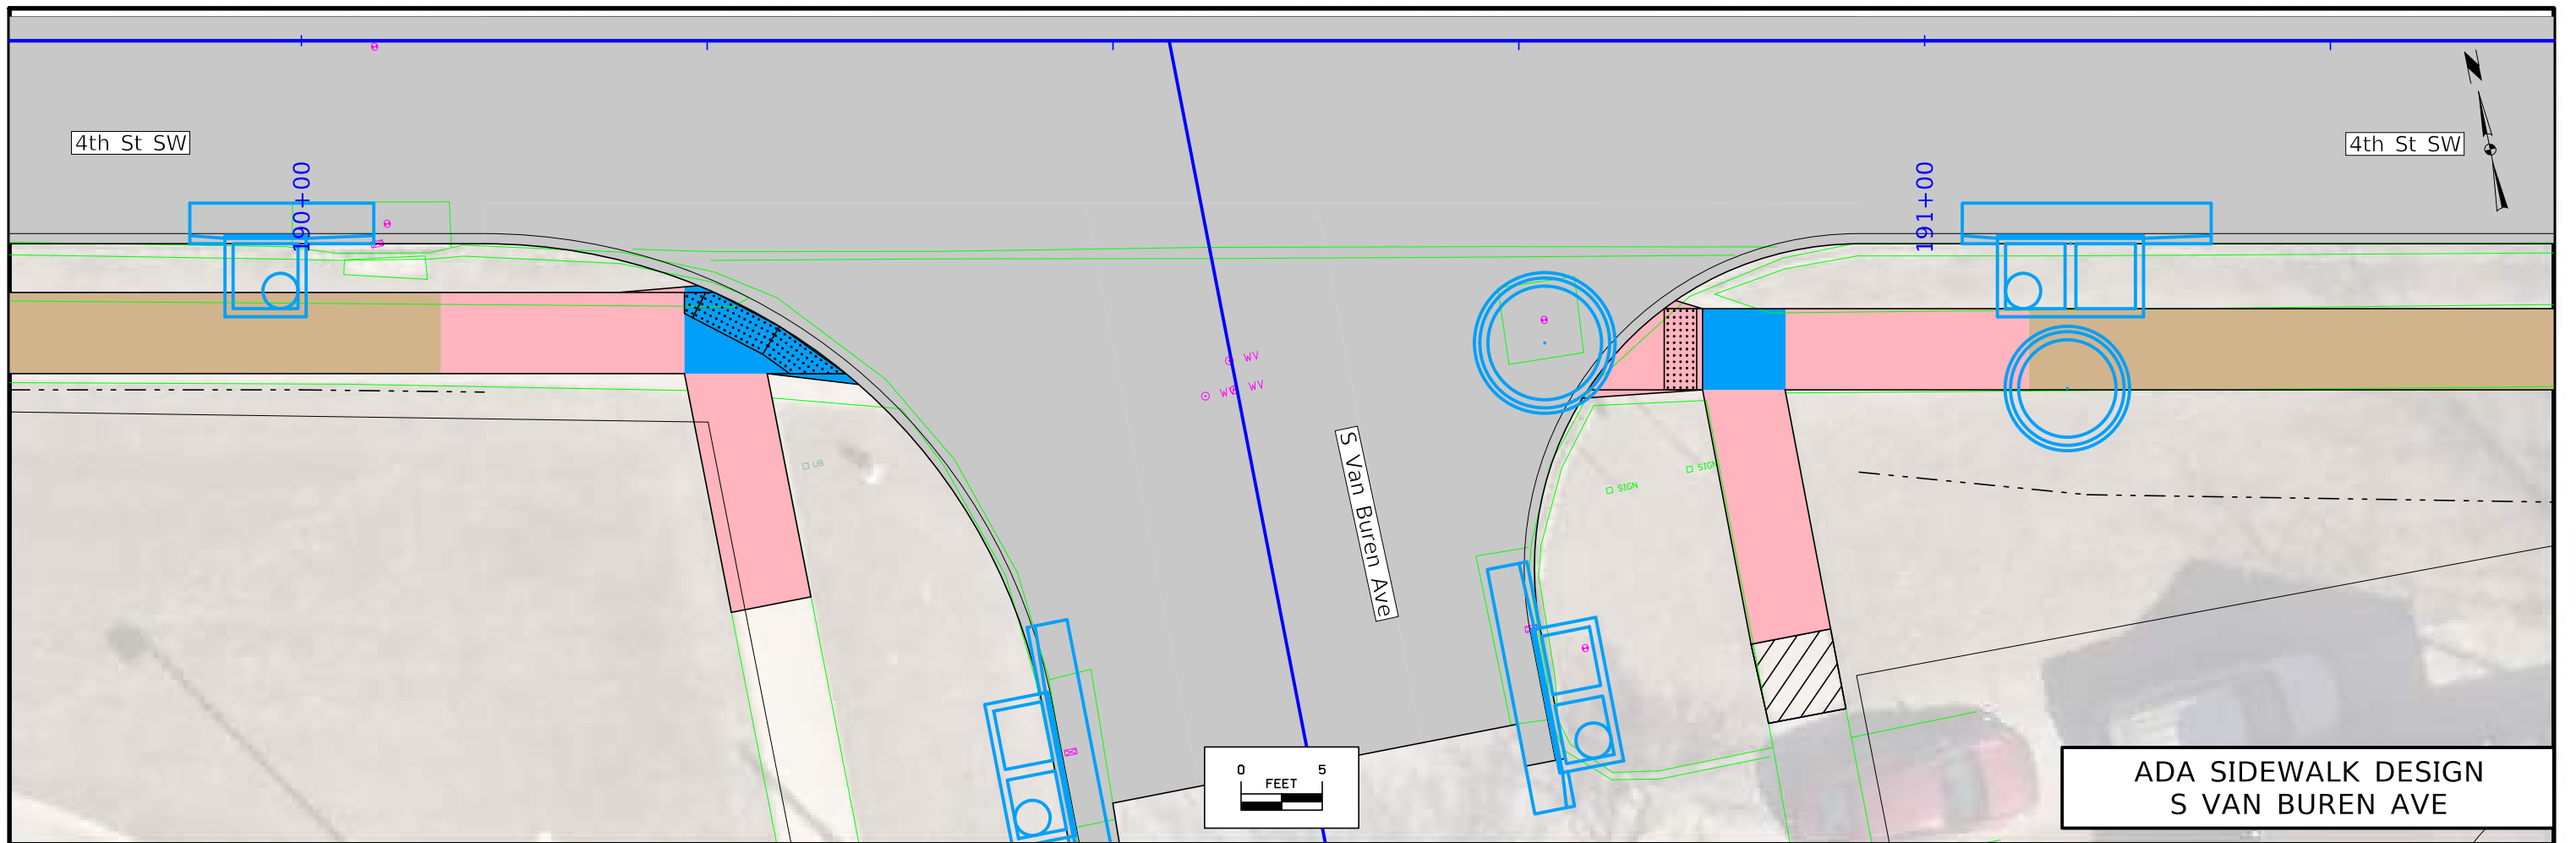 4th St SW
4th St SW
190+00
191+00
WV
WV
UB
SIGN
SIGN
S Van Buren Ave
0 5
FEET
ADA SIDEWALK DESIGN
S VAN BUREN AVE